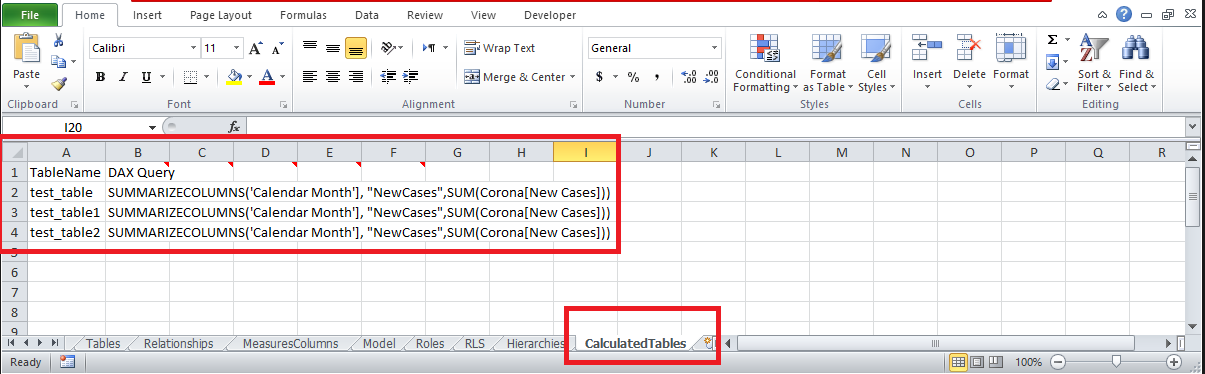 File Home Insert Page Layout Formulas Data Review View Developer
Paste
Calibri 11 A A
B I U A
Wrap Text
Merge & Center
General
$ % , .0 .00 .00 .0
Conditional Formatting
Format as Table
Cell Styles
Insert Delete Format
Σ
Sort & Filter
Find & Select
Clipboard Font Alignment Number Styles Cells Editing
I20 fx
A B C D E F G H I J K L M N O P Q R
1 TableName DAX Query
2 test_table SUMMARIZECOLUMNS('Calendar Month'], "NewCases",SUM(Corona[New Cases]))
3 test_table1 SUMMARIZECOLUMNS('Calendar Month'], "NewCases",SUM(Corona[New Cases]))
4 test_table2 SUMMARIZECOLUMNS('Calendar Month'], "NewCases",SUM(Corona[New Cases]))
5
6
7
8
9
Tables Relationships MeasuresColumns Model Roles RLS Hierarchies CalculatedTables
Ready 100%